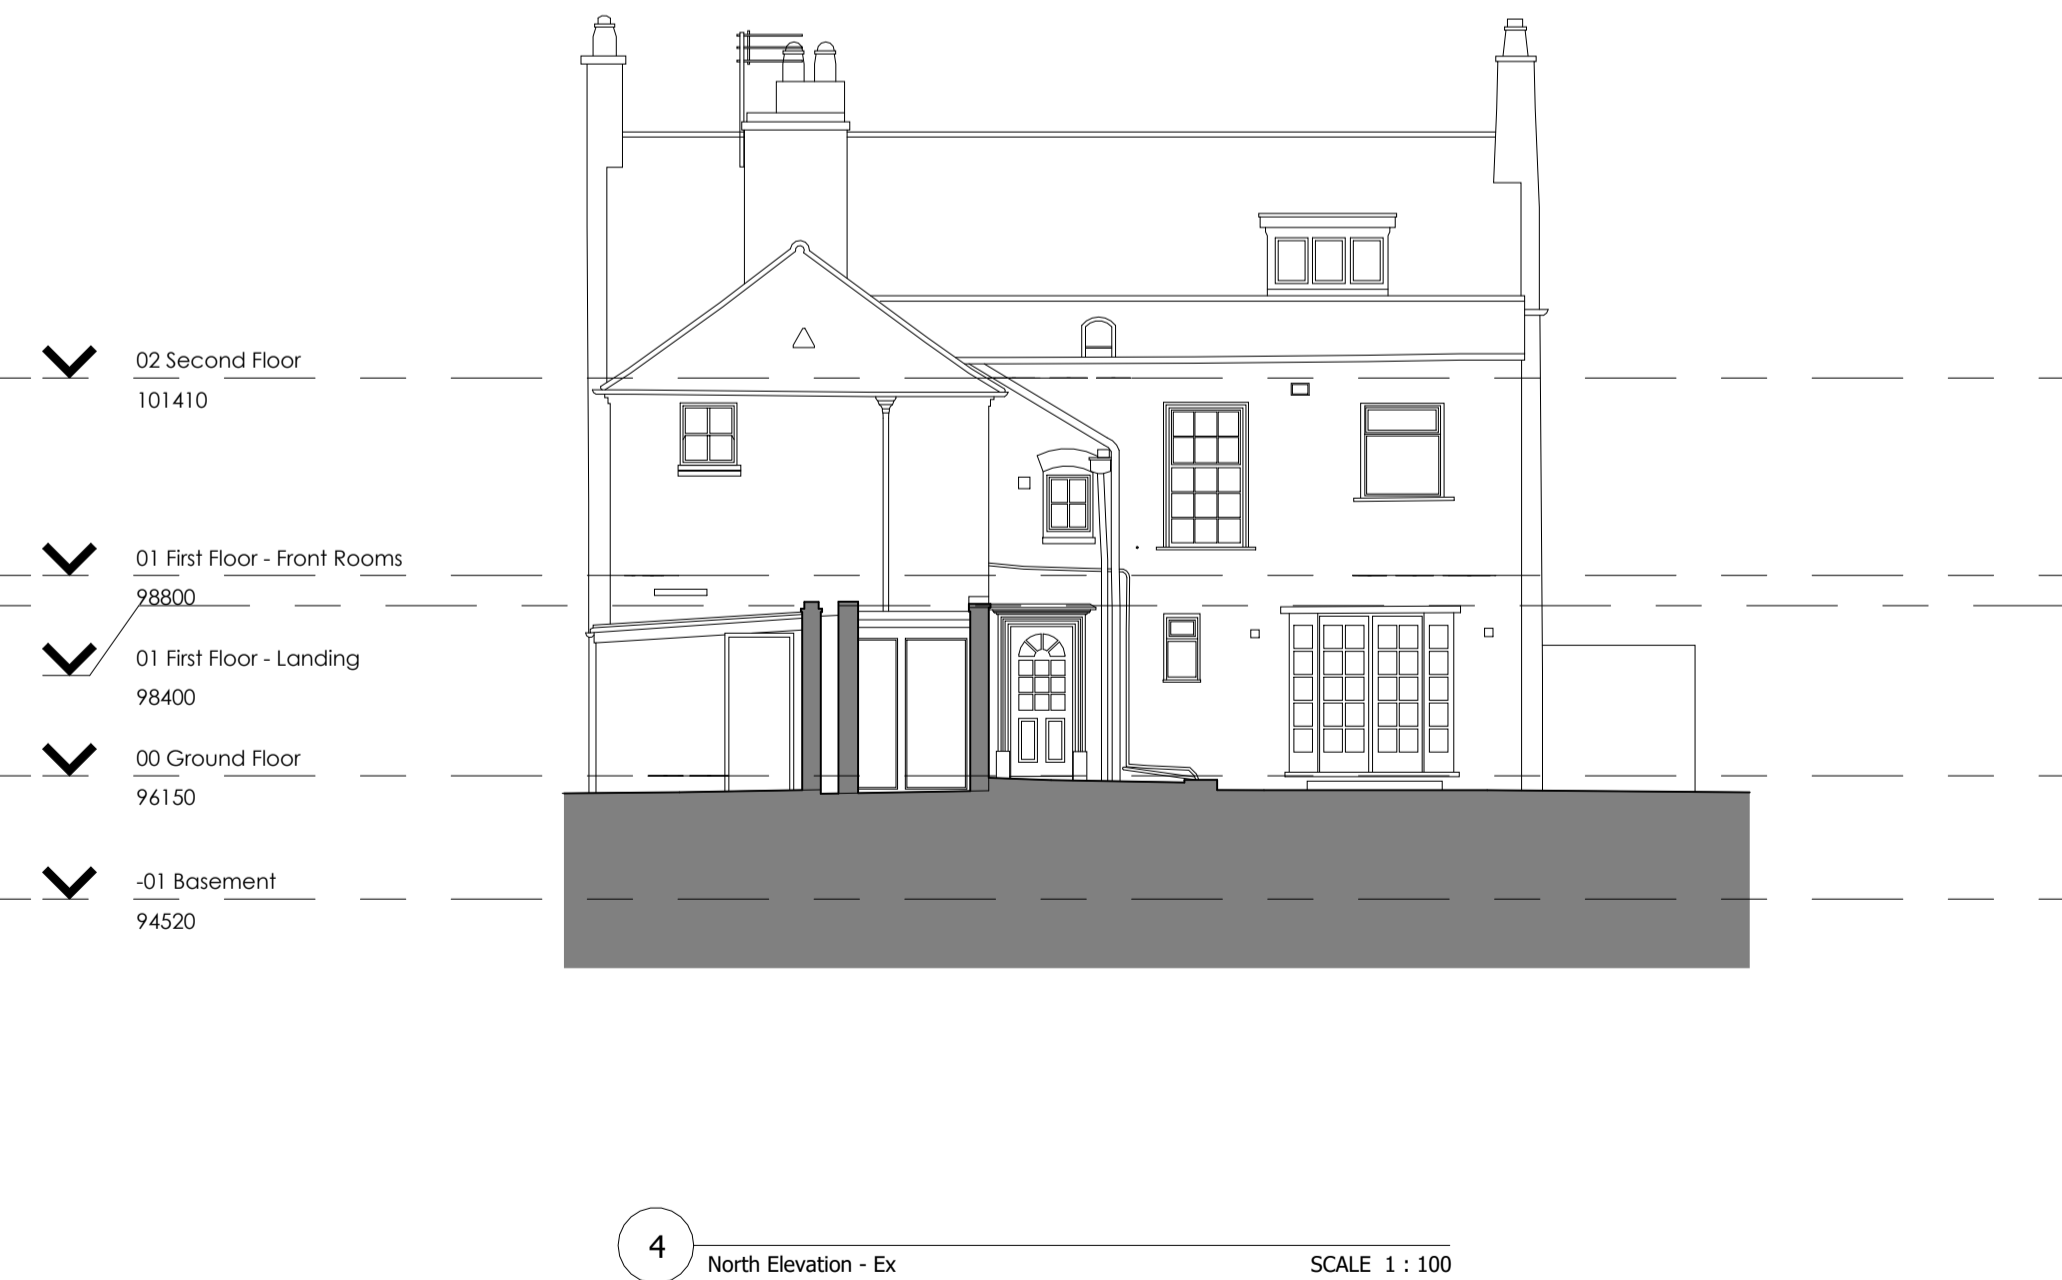 02 Second Floor
101410
01 First Floor - Front Rooms
98800
01 First Floor - Landing
98400
00 Ground Floor
96150
-01 Basement
94520
4
North Elevation - Ex
SCALE 1 : 100